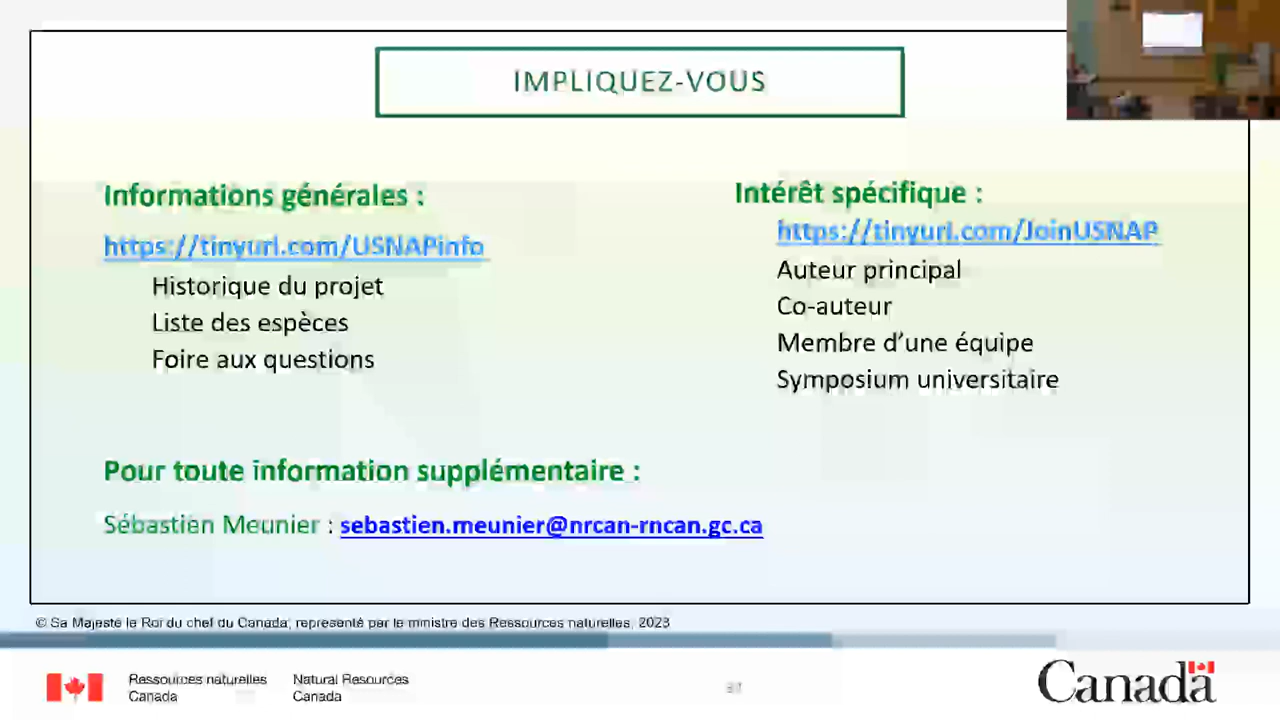 IMPLIQUEZ-VOUS
Informations générales :
https://tinyurl.com/USNAPinfo
Historique du projet
Liste des espèces
Foire aux questions
Intérêt spécifique :
https://tinyurl.com/JoinUSNAP
Auteur principal
Co-auteur
Membre d’une équipe
Symposium universitaire
Pour toute information supplémentaire :
Sébastien Meunier : sebastien.meunier@nrcan-rncan.gc.ca
© Sa Majesté le Roi du chef du Canada, représenté par le ministre des Ressources naturelles, 2023
Ressources naturelles
Canada
Natural Resources
Canada
Canada